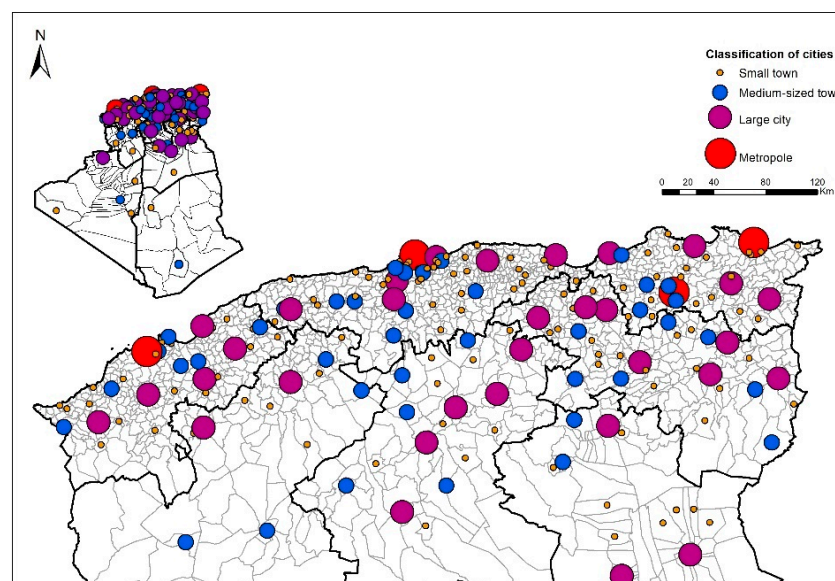 N
Classification of cities
Small town
Medium-sized tow
Large city
Metropole
0 20 40 80 120
Km